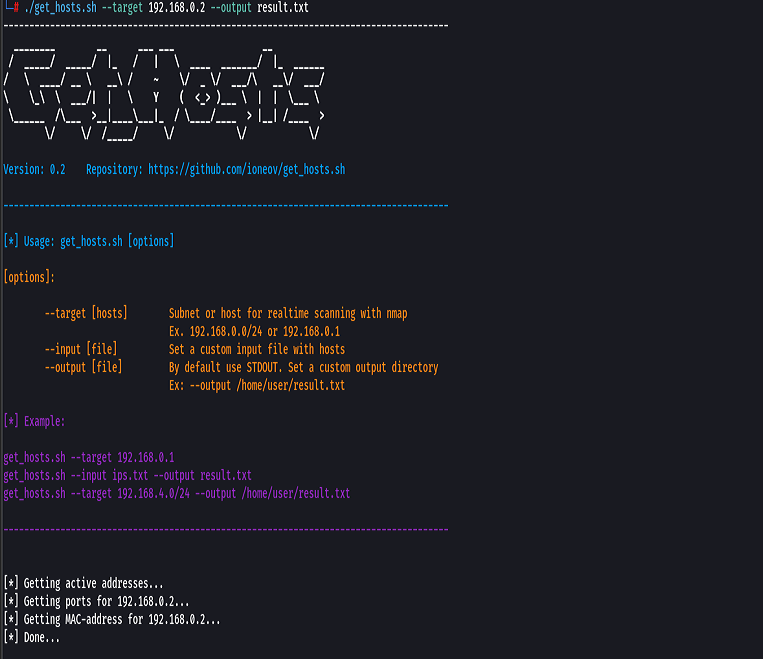 └─# ./get_hosts.sh --target 192.168.0.2 --output result.txt
GetHosts
Version: 0.2    Repository: https://github.com/ioneov/get_hosts.sh
[*] Usage: get_hosts.sh [options]
[options]:
--target [hosts]        Subnet or host for realtime scanning with nmap
Ex. 192.168.0.0/24 or 192.168.0.1
--input [file]          Set a custom input file with hosts
--output [file]         By default use STDOUT. Set a custom output directory
Ex: --output /home/user/result.txt
[*] Example:
get_hosts.sh --target 192.168.0.1
get_hosts.sh --input ips.txt --output result.txt
get_hosts.sh --target 192.168.4.0/24 --output /home/user/result.txt
[*] Getting active addresses...
[*] Getting ports for 192.168.0.2...
[*] Getting MAC-address for 192.168.0.2...
[*] Done...